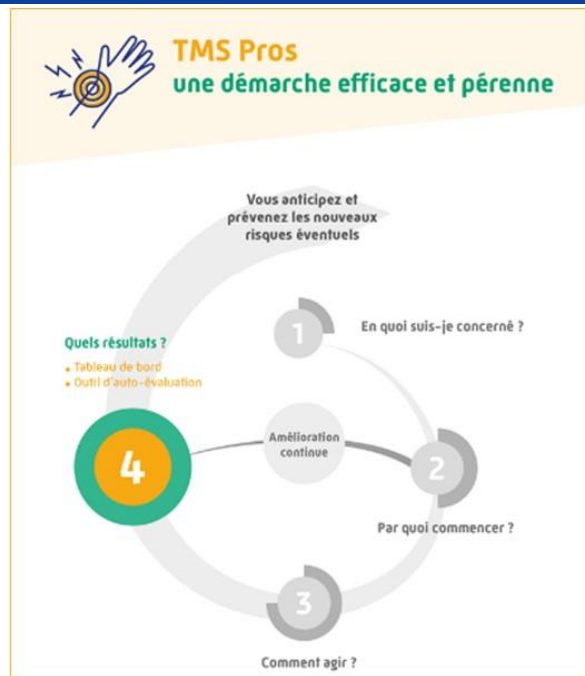 TMS Pros
une démarche efficace et pérenne
Vous anticipez et
prévenez les nouveaux
risques éventuels
1
En quoi suis-je concerné ?
Quels résultats ?
• Tableau de bord
• Outil d'auto-évaluation
4
Amélioration
continue
2
Par quoi commencer ?
3
Comment agir ?